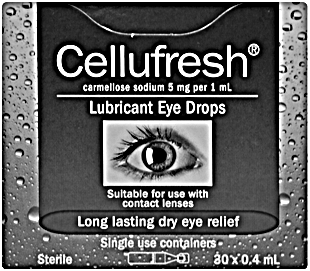 Cellufresh®
carmellose sodium 5 mg per 1 mL
Lubricant Eye Drops
Suitable for use with
contact lenses
Long lasting dry eye relief
Single use containers
Sterile 30 x 0.4 mL